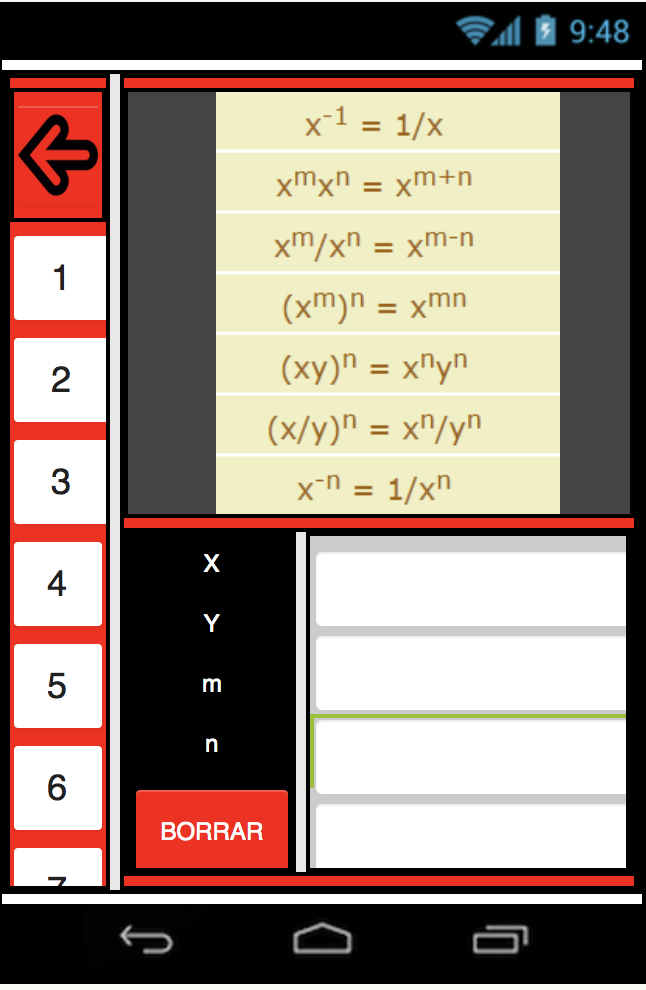 9:48
x⁻¹ = 1/x
xᵐxⁿ = xᵐ⁺ⁿ
xᵐ/xⁿ = xᵐ⁻ⁿ
(xᵐ)ⁿ = xᵐⁿ
(xy)ⁿ = xⁿyⁿ
(x/y)ⁿ = xⁿ/yⁿ
x⁻ⁿ = 1/xⁿ
1
2
3
4
5
6
7
X
Y
m
n
BORRAR